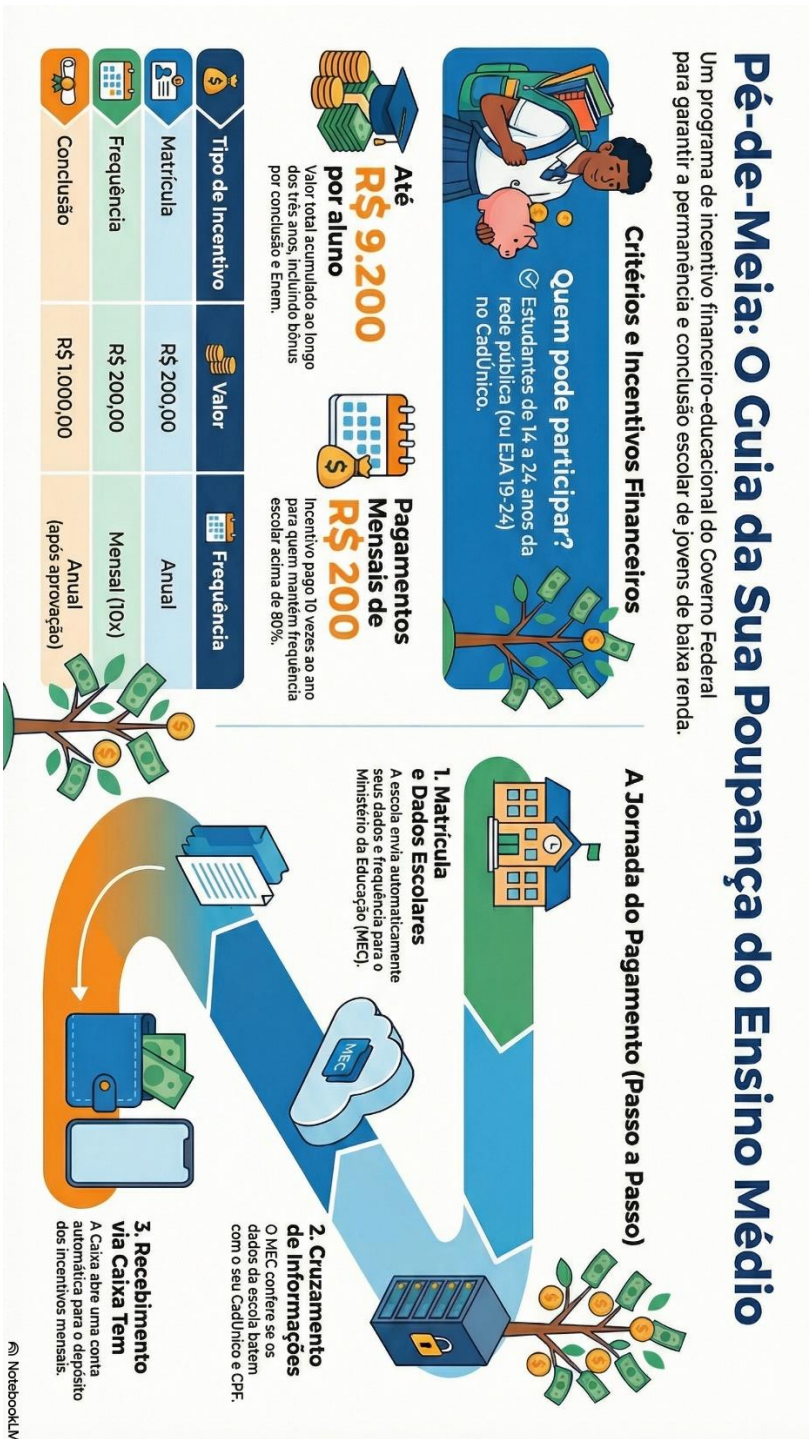 Pé-de-Meia: O Guia da Sua Poupança do Ensino Médio
Um programa de incentivo financeiro-educacional do Governo Federal
para garantir a permanência e conclusão escolar de jovens de baixa renda.
Critérios e Incentivos Financeiros
Quem pode participar?
Estudantes de 14 a 24 anos da
rede pública (ou EJA 19-24)
no CadÚnico.
Até
R$ 9.200
por aluno
Valor total acumulado ao longo
dos três anos, incluindo bônus
por conclusão e Enem.
Pagamentos
Mensais de
R$ 200
Incentivo pago 10 vezes ao ano
para quem mantém frequência
escolar acima de 80%.
Tipo de Incentivo Valor Frequência
Matrícula R$ 200,00 Anual
Frequência R$ 200,00 Mensal (10x)
Conclusão R$ 1.000,00 Anual
(após aprovação)
A Jornada do Pagamento (Passo a Passo)
1. Matrícula
e Dados Escolares
A escola envia automaticamente
seus dados e frequência para o
Ministério da Educação (MEC).
MEC
2. Cruzamento
de Informações
O MEC confere se os
dados da escola batem
com o seu CadÚnico e CPF.
3. Recebimento
via Caixa Tem
A Caixa abre uma conta
automática para o depósito
dos incentivos mensais.
NotebookLM